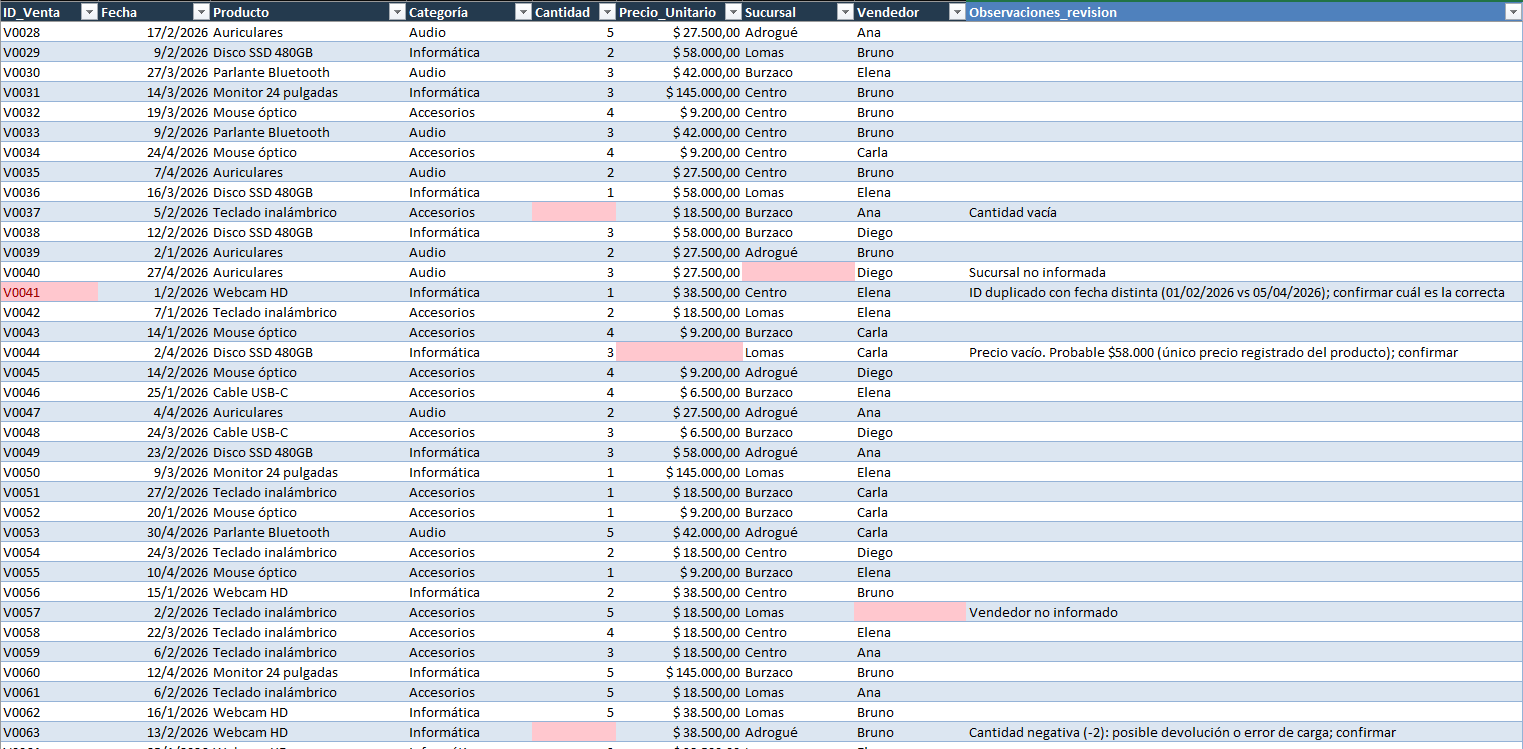 ID_Venta Fecha Producto Categoría Cantidad Precio_Unitario Sucursal Vendedor Observaciones_revision
V0028 17/2/2026 Auriculares Audio 5 $ 27.500,00 Adrogué Ana
V0029 9/2/2026 Disco SSD 480GB Informática 2 $ 58.000,00 Lomas Bruno
V0030 27/3/2026 Parlante Bluetooth Audio 3 $ 42.000,00 Burzaco Elena
V0031 14/3/2026 Monitor 24 pulgadas Informática 3 $ 145.000,00 Centro Bruno
V0032 19/3/2026 Mouse óptico Accesorios 4 $ 9.200,00 Centro Bruno
V0033 9/2/2026 Parlante Bluetooth Audio 3 $ 42.000,00 Centro Bruno
V0034 24/4/2026 Mouse óptico Accesorios 4 $ 9.200,00 Centro Carla
V0035 7/4/2026 Auriculares Audio 2 $ 27.500,00 Centro Bruno
V0036 16/3/2026 Disco SSD 480GB Informática 1 $ 58.000,00 Lomas Elena
V0037 5/2/2026 Teclado inalámbrico Accesorios $ 18.500,00 Burzaco Ana Cantidad vacía
V0038 12/2/2026 Disco SSD 480GB Informática 3 $ 58.000,00 Burzaco Diego
V0039 2/1/2026 Auriculares Audio 2 $ 27.500,00 Adrogué Bruno
V0040 27/4/2026 Auriculares Audio 3 $ 27.500,00 Diego Sucursal no informada
V0041 1/2/2026 Webcam HD Informática 1 $ 38.500,00 Centro Elena ID duplicado con fecha distinta (01/02/2026 vs 05/04/2026); confirmar cuál es la correcta
V0042 7/1/2026 Teclado inalámbrico Accesorios 2 $ 18.500,00 Lomas Elena
V0043 14/1/2026 Mouse óptico Accesorios 4 $ 9.200,00 Burzaco Carla
V0044 2/4/2026 Disco SSD 480GB Informática 3 Lomas Carla Precio vacío. Probable $58.000 (único precio registrado del producto); confirmar
V0045 14/2/2026 Mouse óptico Accesorios 4 $ 9.200,00 Adrogué Diego
V0046 25/1/2026 Cable USB-C Accesorios 4 $ 6.500,00 Burzaco Elena
V0047 4/4/2026 Auriculares Audio 2 $ 27.500,00 Adrogué Ana
V0048 24/3/2026 Cable USB-C Accesorios 3 $ 6.500,00 Burzaco Diego
V0049 23/2/2026 Disco SSD 480GB Informática 3 $ 58.000,00 Adrogué Ana
V0050 9/3/2026 Monitor 24 pulgadas Informática 1 $ 145.000,00 Lomas Elena
V0051 27/2/2026 Teclado inalámbrico Accesorios 1 $ 18.500,00 Burzaco Carla
V0052 20/1/2026 Mouse óptico Accesorios 1 $ 9.200,00 Burzaco Carla
V0053 30/4/2026 Parlante Bluetooth Audio 5 $ 42.000,00 Adrogué Carla
V0054 24/3/2026 Teclado inalámbrico Accesorios 2 $ 18.500,00 Centro Diego
V0055 10/4/2026 Mouse óptico Accesorios 1 $ 9.200,00 Burzaco Elena
V0056 15/1/2026 Webcam HD Informática 2 $ 38.500,00 Centro Bruno
V0057 2/2/2026 Teclado inalámbrico Accesorios 5 $ 18.500,00 Lomas Vendedor no informado
V0058 22/3/2026 Teclado inalámbrico Accesorios 4 $ 18.500,00 Centro Elena
V0059 6/2/2026 Teclado inalámbrico Accesorios 3 $ 18.500,00 Centro Ana
V0060 12/4/2026 Monitor 24 pulgadas Informática 5 $ 145.000,00 Burzaco Bruno
V0061 6/2/2026 Teclado inalámbrico Accesorios 5 $ 18.500,00 Lomas Ana
V0062 16/1/2026 Webcam HD Informática 5 $ 38.500,00 Lomas Bruno
V0063 13/2/2026 Webcam HD Informática $ 38.500,00 Adrogué Bruno Cantidad negativa (-2): posible devolución o error de carga; confirmar